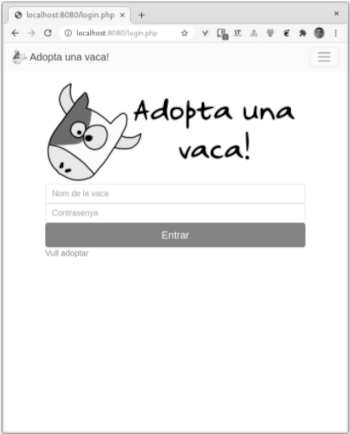 localhost:8080/login.php
localhost:8080/login.php
Adopta una vaca!
Adopta una
vaca!
Nom de la vaca
Contrasenya
Entrar
Vull adoptar